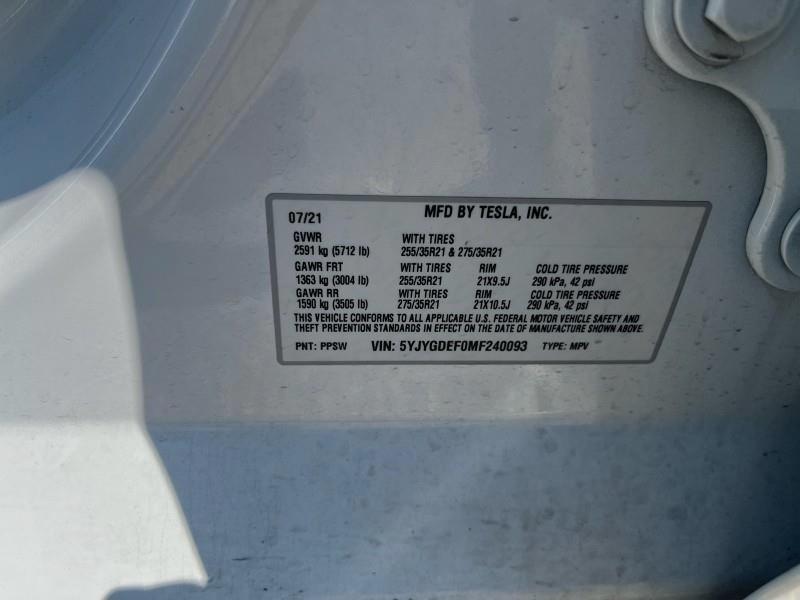 07/21 MFD BY TESLA, INC.
GVWR WITH TIRES
2591 kg (5712 lb) 255/35R21 & 275/35R21
GAWR FRT WITH TIRES RIM COLD TIRE PRESSURE
1363 kg (3004 lb) 255/35R21 21X9.5J 290 kPa, 42 psi
GAWR RR WITH TIRES RIM COLD TIRE PRESSURE
1590 kg (3505 lb) 275/35R21 21X10.5J 290 kPa, 42 psi
THIS VEHICLE CONFORMS TO ALL APPLICABLE U.S. FEDERAL MOTOR VEHICLE SAFETY AND
THEFT PREVENTION STANDARDS IN EFFECT ON THE DATE OF MANUFACTURE SHOWN ABOVE.
PNT: PPSW VIN: 5YJYGDEF0MF240093 TYPE: MPV